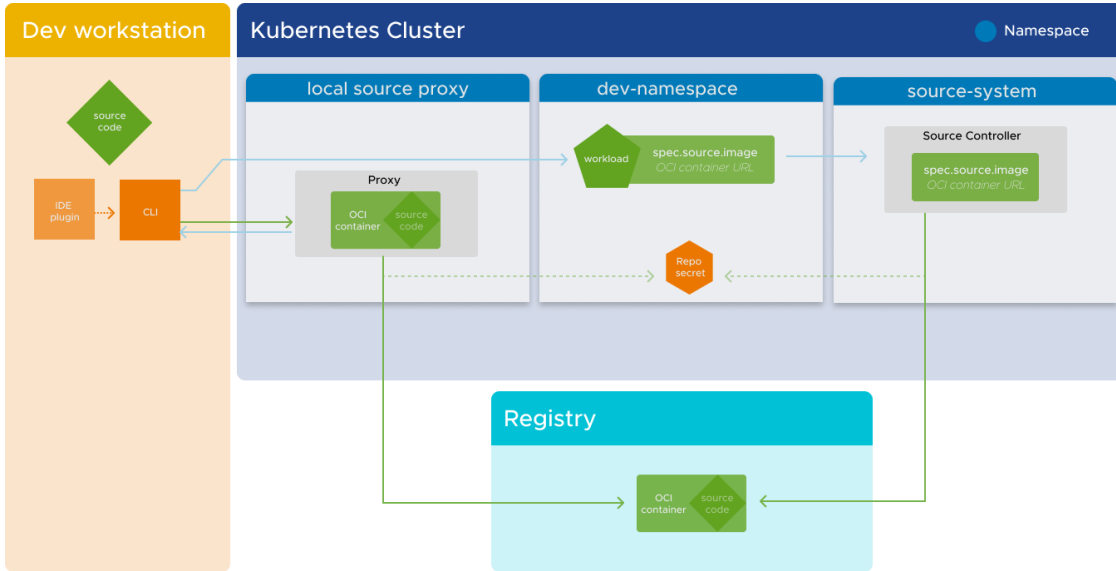 Dev workstation
Kubernetes Cluster
Namespace
local source proxy
dev-namespace
source-system
source
code
IDE
plugin
CLI
Proxy
OCI
container
source
code
workload
spec.source.image
OCI container URL
Source Controller
spec.source.image
OCI container URL
Repo
secret
Registry
OCI
container
source
code